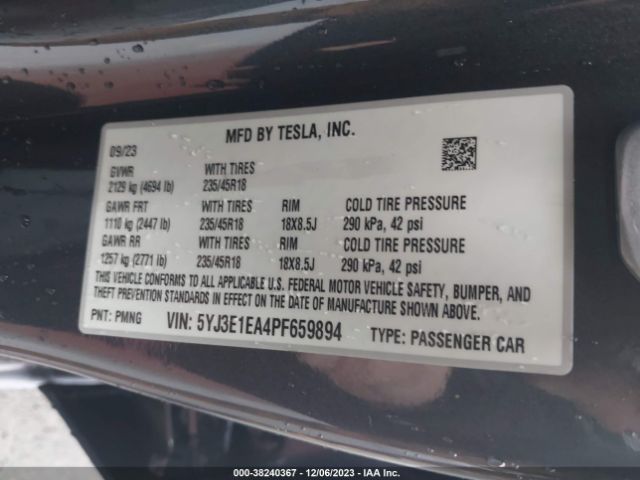 MFD BY TESLA, INC.
09/23
GVWR WITH TIRES
2129 kg (4694 lb) 235/45R18
GAWR FRT WITH TIRES RIM COLD TIRE PRESSURE
1110 kg (2447 lb) 235/45R18 18X8.5J 290 kPa, 42 psi
GAWR RR WITH TIRES RIM COLD TIRE PRESSURE
1257 kg (2771 lb) 235/45R18 18X8.5J 290 kPa, 42 psi
THIS VEHICLE CONFORMS TO ALL APPLICABLE U.S. FEDERAL MOTOR VEHICLE SAFETY, BUMPER, AND
THEFT PREVENTION STANDARDS IN EFFECT ON THE DATE OF MANUFACTURE SHOWN ABOVE.
PNT: PMNG VIN: 5YJ3E1EA4PF659894 TYPE: PASSENGER CAR
000-38240367 - 12/06/2023 - IAA Inc.